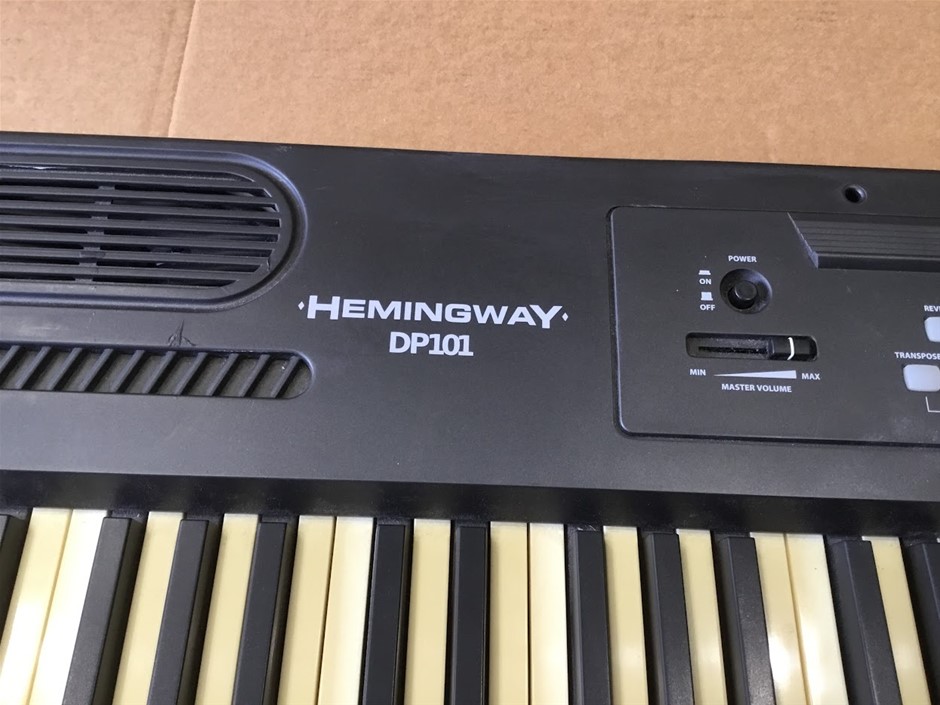 HEMINGWAY
DP101
POWER
ON
OFF
MIN MAX
MASTER VOLUME
TRANSPOSE